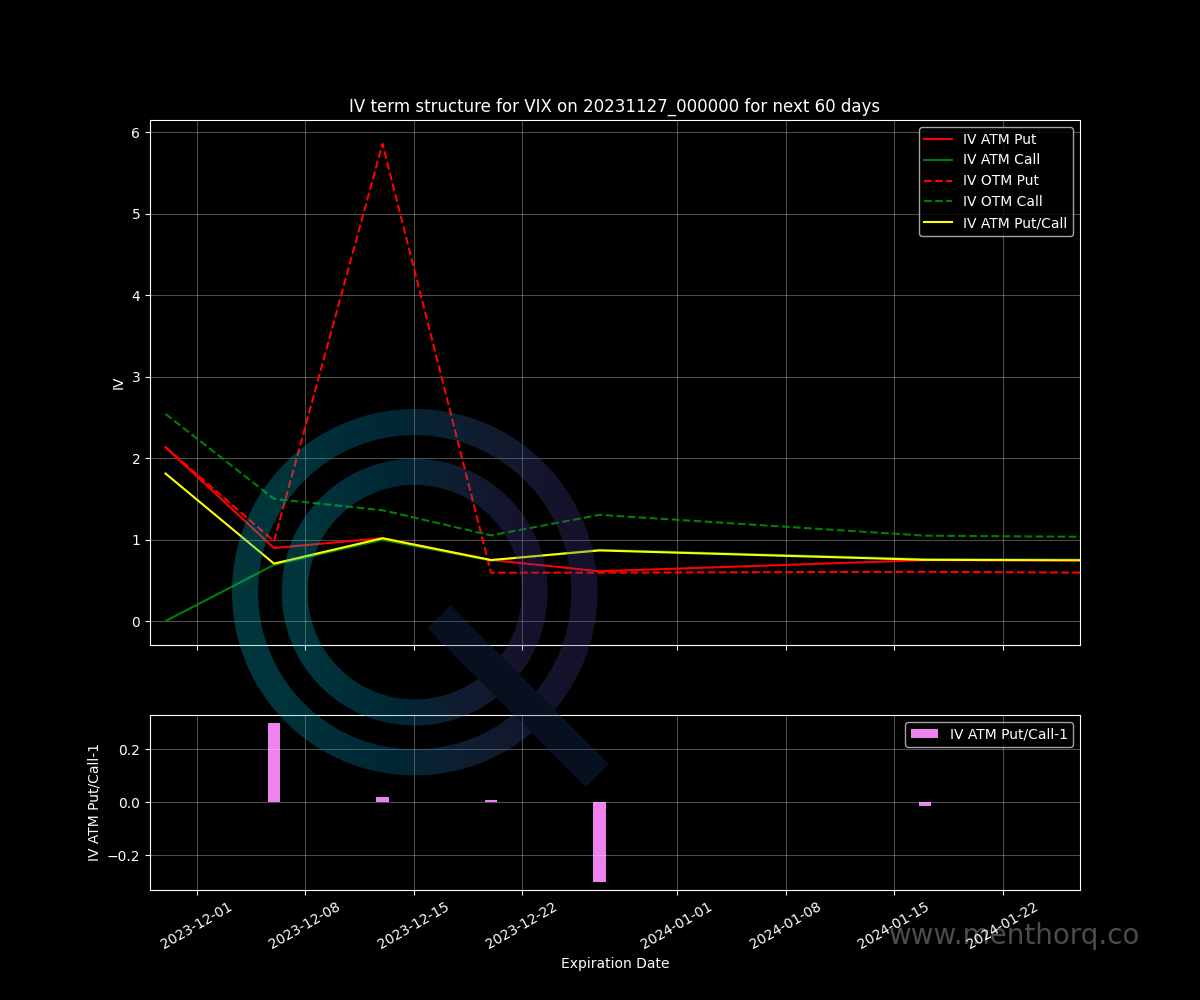 IV term structure for VIX on 20231127_000000 for next 60 days
IV ATM Put
IV ATM Call
IV OTM Put
IV OTM Call
IV ATM Put/Call
IV
6
5
4
3
2
1
0
IV ATM Put/Call-1
IV ATM Put/Call-1
0.2
0.0
−0.2
2023-12-01
2023-12-08
2023-12-15
2023-12-22
2024-01-01
2024-01-08
2024-01-15
2024-01-22
www.menthorq.co
Expiration Date